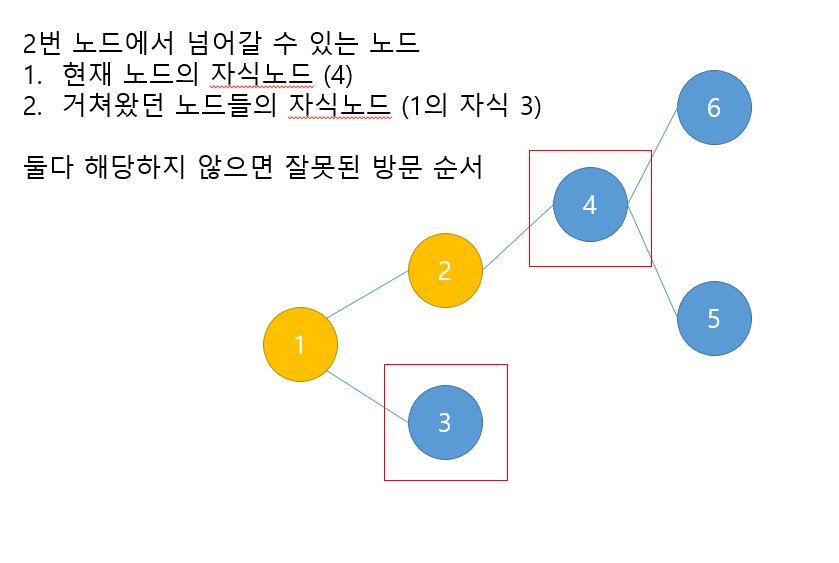 2번 노드에서 넘어갈 수 있는 노드
1. 현재 노드의 자식노드 (4)
2. 거쳐왔던 노드들의 자식노드 (1의 자식 3)
둘다 해당하지 않으면 잘못된 방문 순서
6
4
2
5
1
3